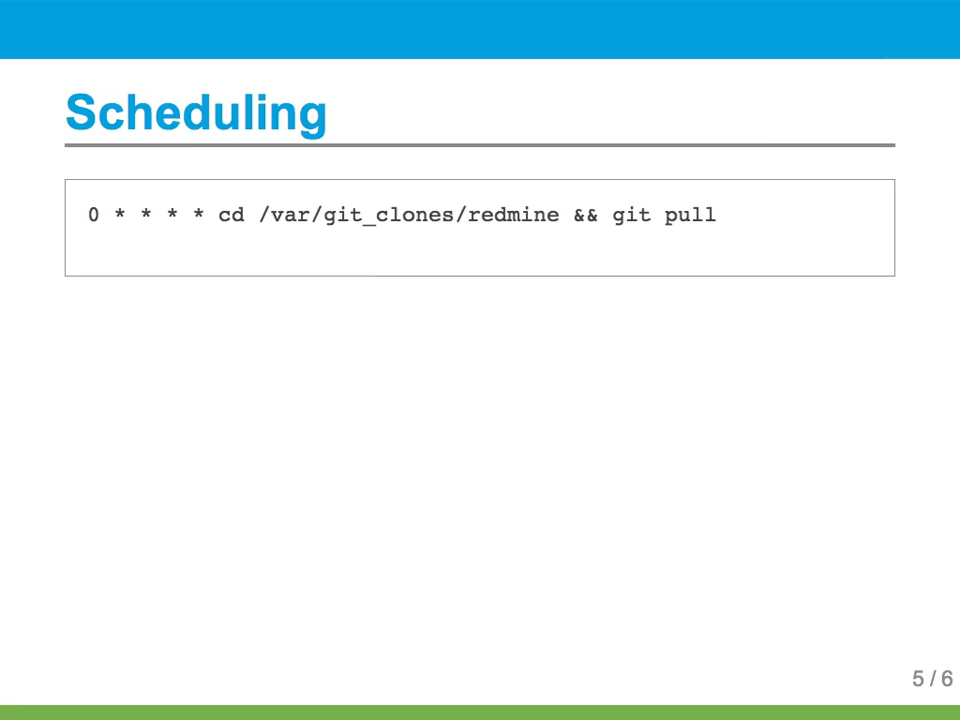 Scheduling
0 * * * * cd /var/git_clones/redmine && git pull
5 / 6